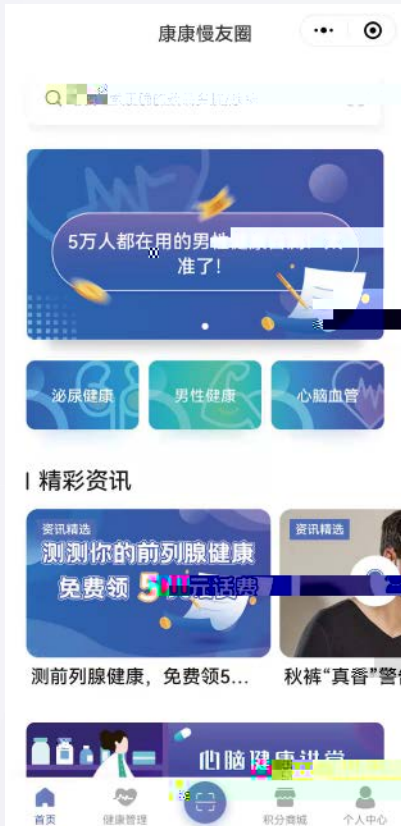 康康慢友圈
5万人都在用的男性
准了!
泌尿健康
男性健康
心脑血管
精彩资讯
资讯精选
测测你的前列腺健康
免费领 5元话费
测前列腺健康，免费领5...
资讯精选
秋裤“真香”警
心脑健康讲堂
首页
健康管理
积分商城
个人中心